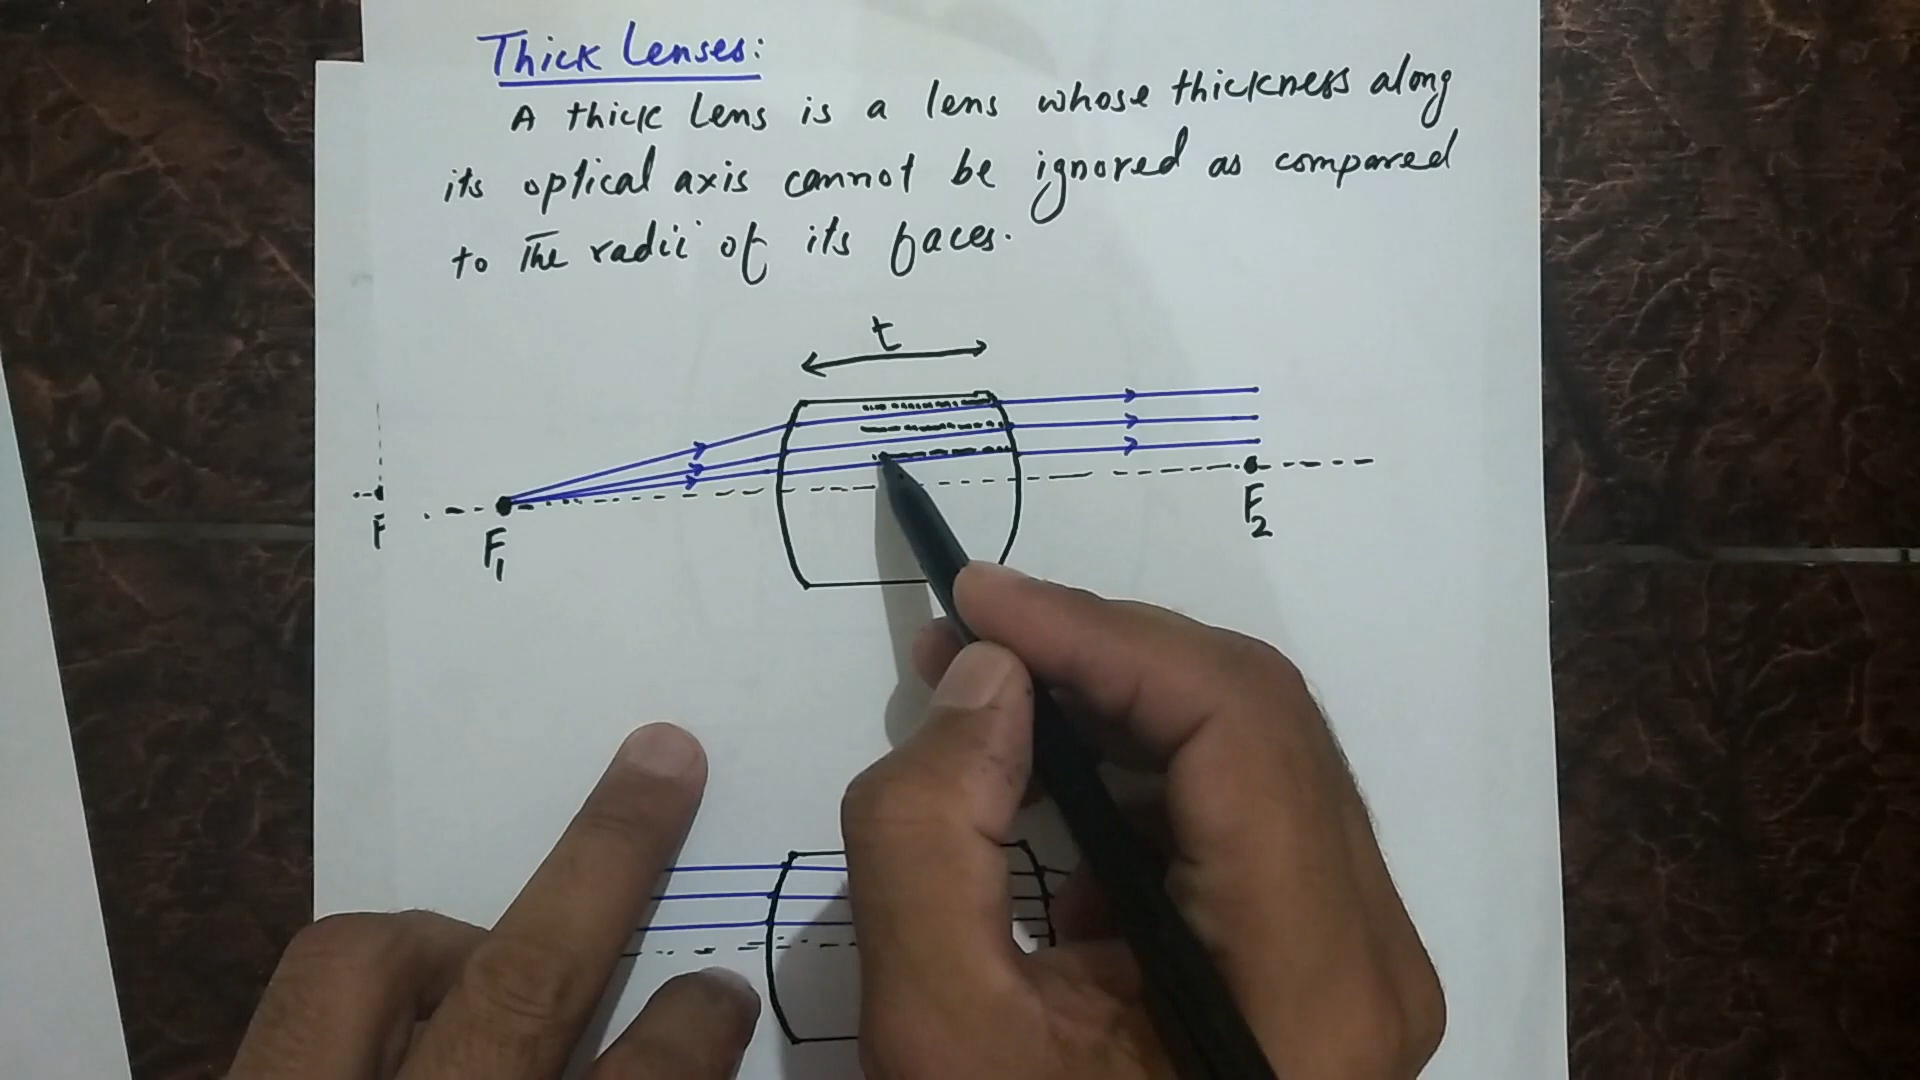 Thick Lenses:
A thick Lens is a lens whose thickness along
its optical axis cannot be ignored as compared
to The radii of its faces.
t
F
F1
F2